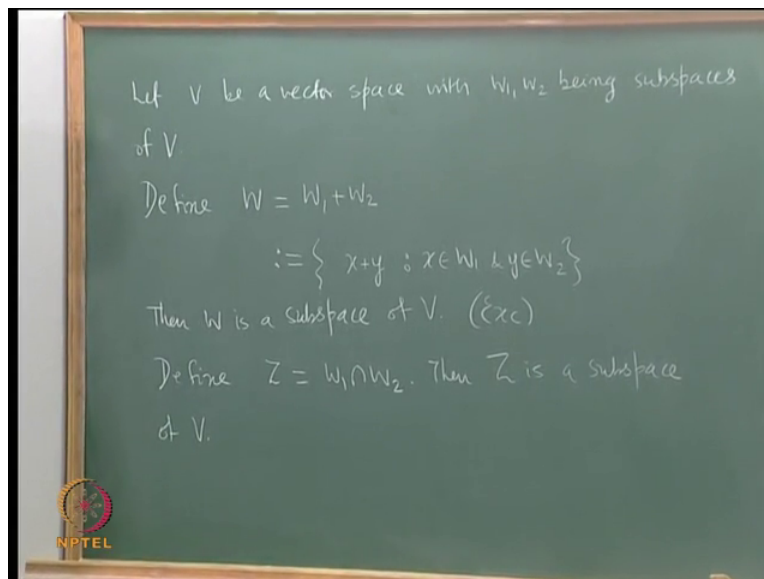 Let V be a vector space with W₁, W₂ being subspaces
of V.
Define W = W₁ + W₂
:= { x+y : x ∈ W₁ & y ∈ W₂ }
Then W is a subspace of V. (Exc)
Define Z = W₁ ∩ W₂. Then Z is a subspace
of V.
NPTEL